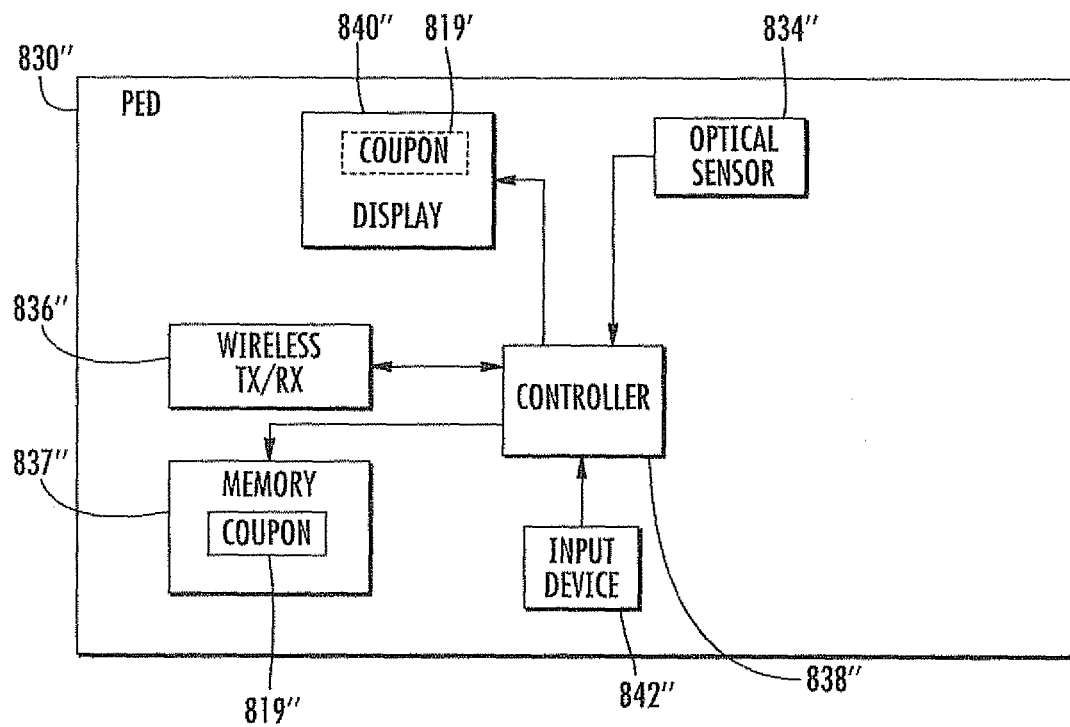 840''
819'
834''
830''
PED
COUPON
DISPLAY
OPTICAL
SENSOR
836''
WIRELESS
TX/RX
CONTROLLER
837''
MEMORY
COUPON
INPUT
DEVICE
819''
842''
838''